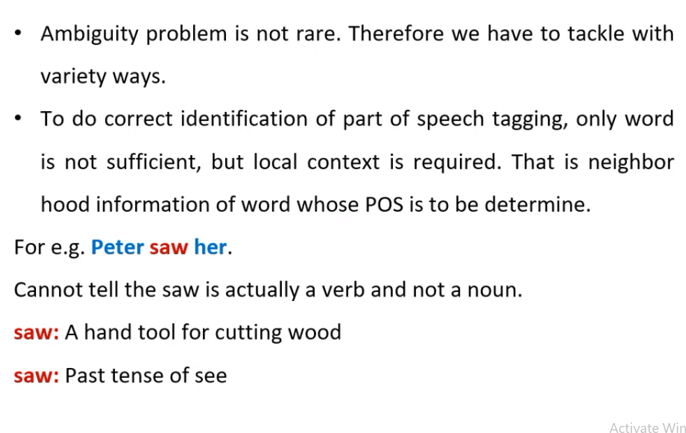 • Ambiguity problem is not rare. Therefore we have to tackle with
variety ways.
• To do correct identification of part of speech tagging, only word
is not sufficient, but local context is required. That is neighbor
hood information of word whose POS is to be determine.
For e.g. Peter saw her.
Cannot tell the saw is actually a verb and not a noun.
saw: A hand tool for cutting wood
saw: Past tense of see
Activate Win